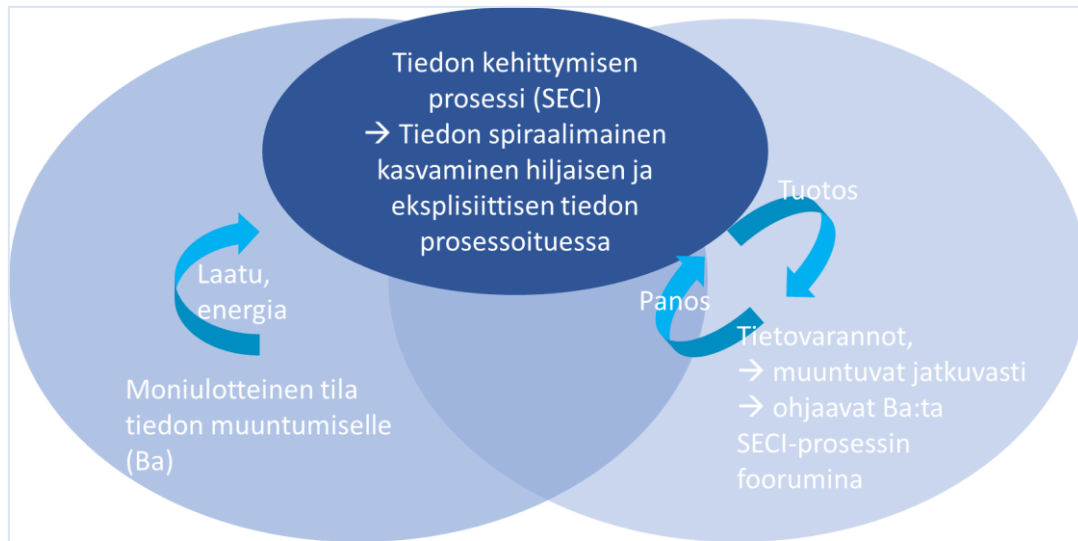 Tiedon kehittymisen
prosessi (SECI)
→ Tiedon spiraalimainen
kasvaminen hiljaisen ja
eksplisiittisen tiedon
prosessoituessa
Laatu,
energia
Moniulotteinen tila
tiedon muuntumiselle
(Ba)
Tuotos
Panos
Tietovarannot,
→ muuntuvat jatkuvasti
→ ohjaavat Ba:ta
SECI-prosessin
foorumina